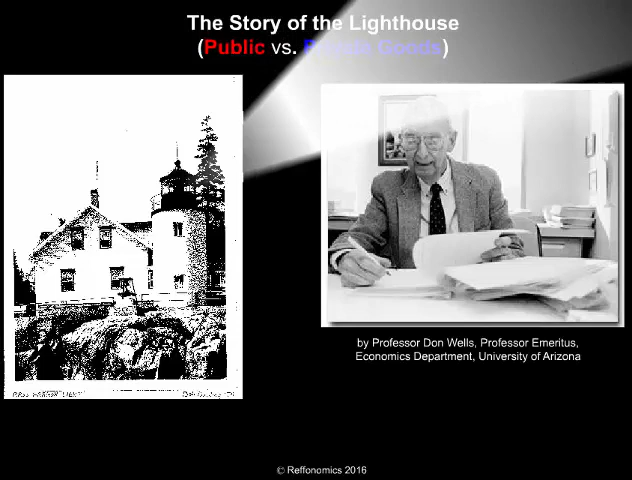 The Story of the Lighthouse
(Public vs. Private Goods)
by Professor Don Wells, Professor Emeritus,
Economics Department, University of Arizona
© Reffonomics 2016